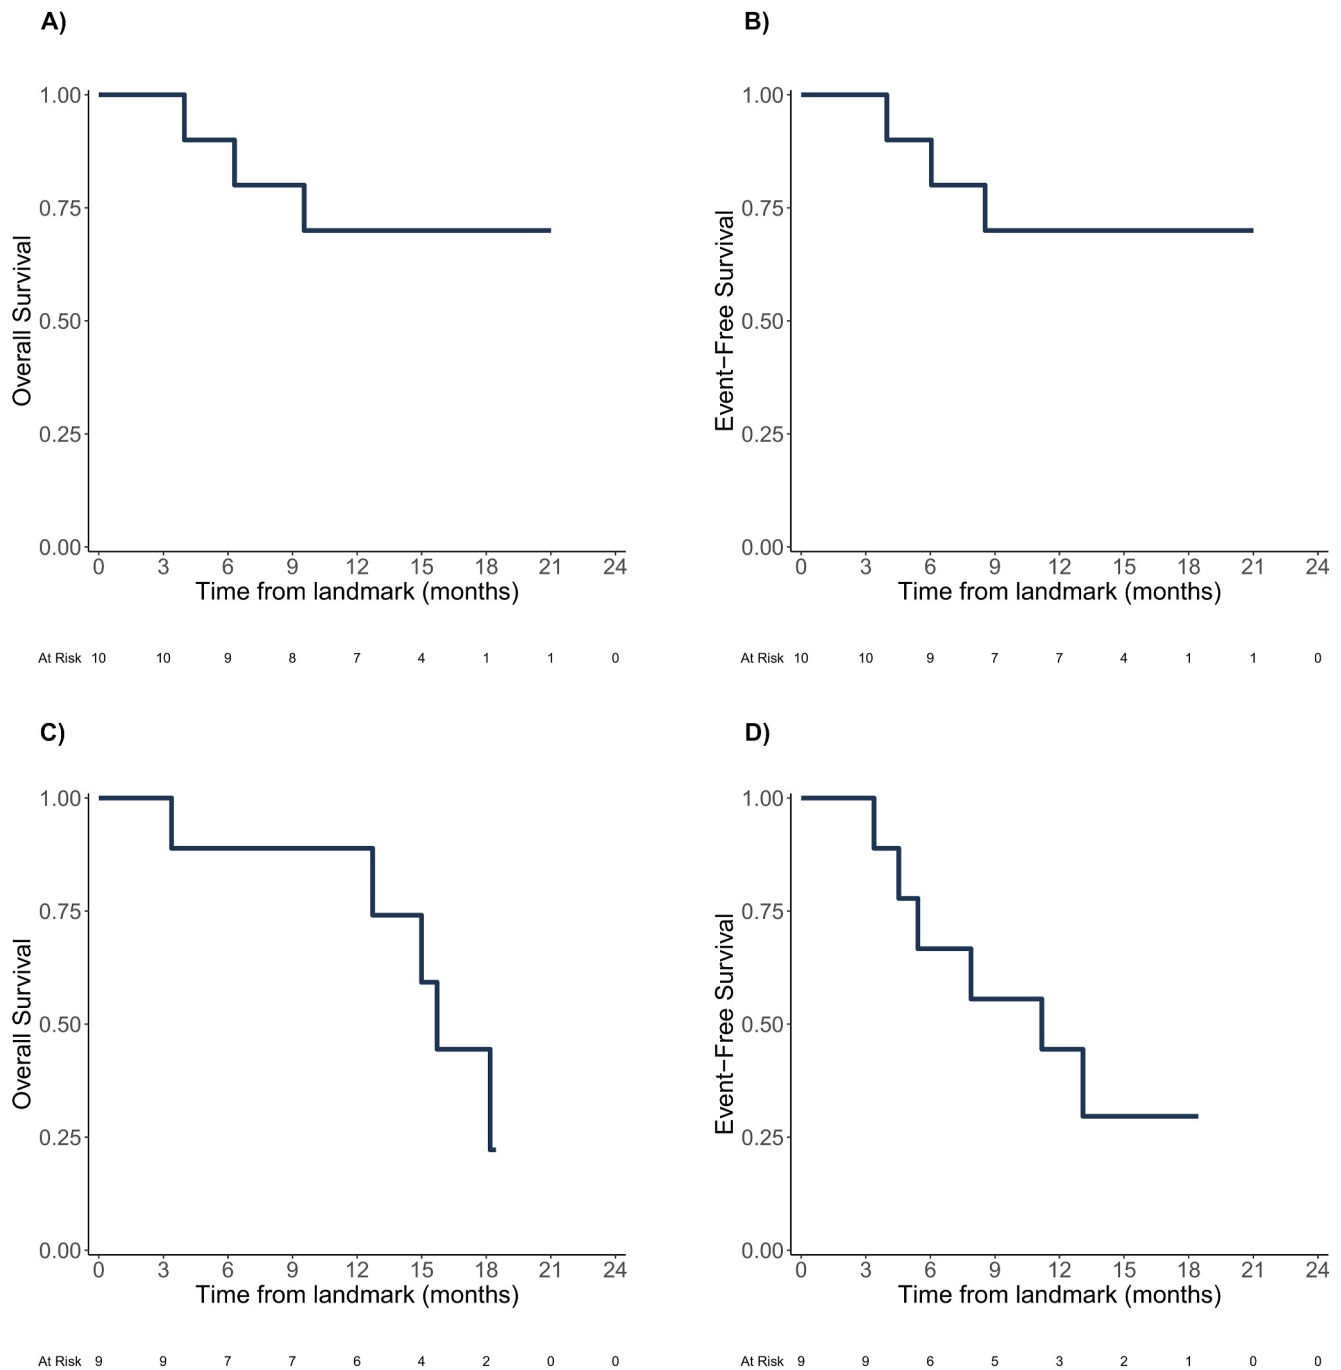 A)
Overall Survival
1.00
0.75
0.50
0.25
0.00
0 3 6 9 12 15 18 21 24
Time from landmark (months)
At Risk 10 10 9 8 7 4 1 1 0
B)
Event-Free Survival
1.00
0.75
0.50
0.25
0.00
0 3 6 9 12 15 18 21 24
Time from landmark (months)
At Risk 10 10 9 7 7 4 1 1 0
C)
Overall Survival
1.00
0.75
0.50
0.25
0.00
0 3 6 9 12 15 18 21 24
Time from landmark (months)
At Risk 9 9 7 7 6 4 2 0 0
D)
Event-Free Survival
1.00
0.75
0.50
0.25
0.00
0 3 6 9 12 15 18 21 24
Time from landmark (months)
At Risk 9 9 6 5 3 2 1 0 0